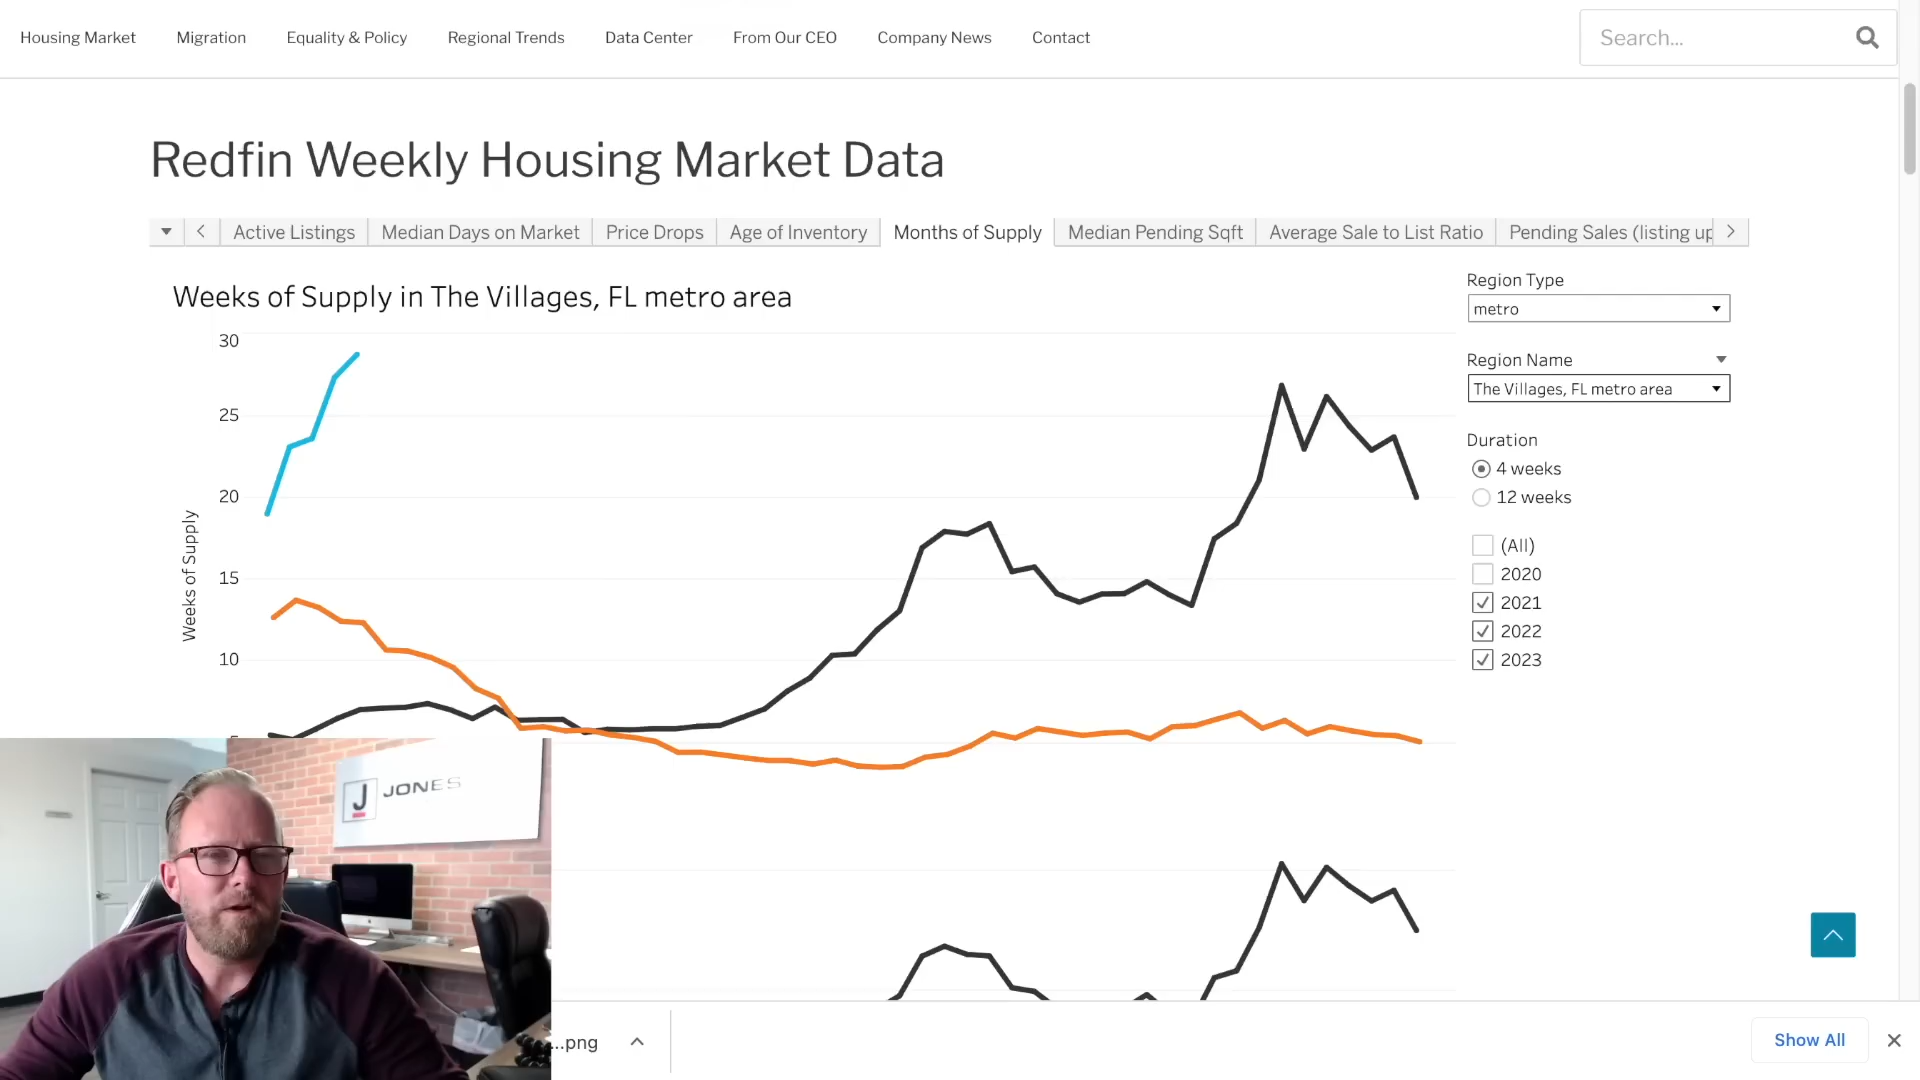 Housing Market Migration Equality & Policy Regional Trends Data Center From Our CEO Company News Contact Search...
Redfin Weekly Housing Market Data
Active Listings Median Days on Market Price Drops Age of Inventory Months of Supply Median Pending Sqft Average Sale to List Ratio Pending Sales (listing up
Weeks of Supply in The Villages, FL metro area
30
25
20
15
10
Weeks of Supply
Region Type
metro
Region Name
The Villages, FL metro area
Duration
4 weeks
12 weeks
(All)
2020
2021
2022
2023
J JONES
...png
Show All